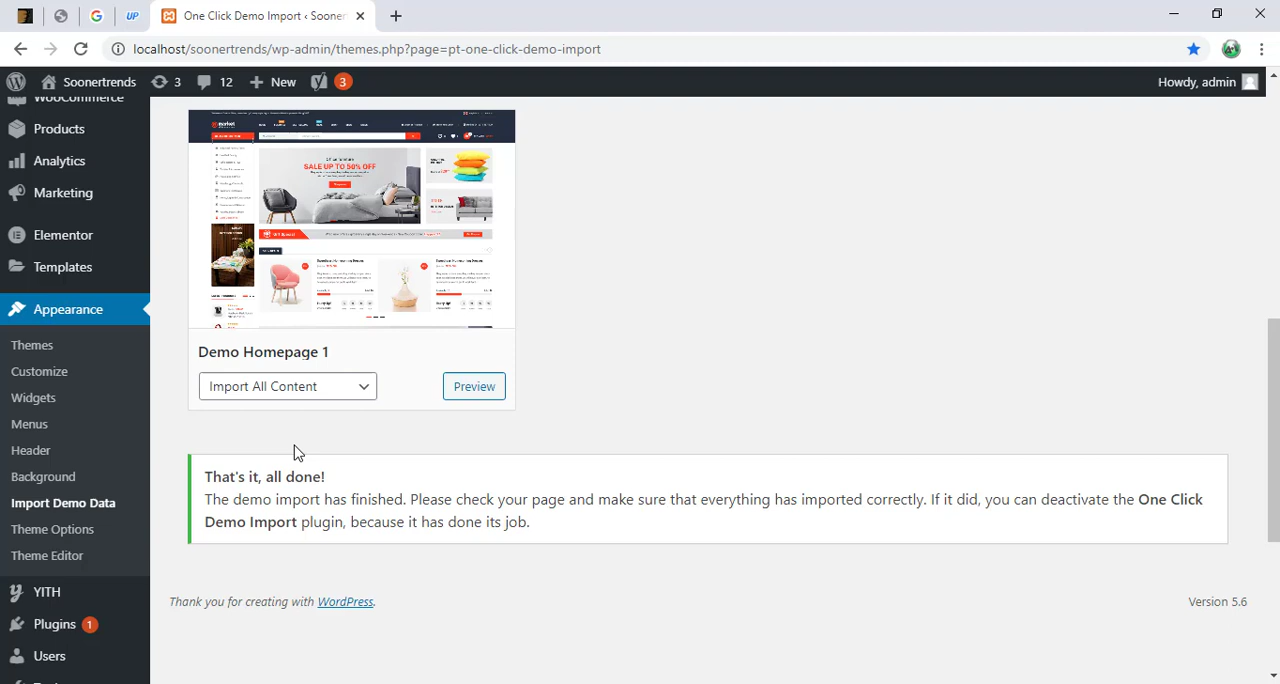 UP
One Click Demo Import ‹ Sooner
localhost/soonertrends/wp-admin/themes.php?page=pt-one-click-demo-import
Soonertrends
3
12
New
3
Howdy, admin
WooCommerce
Products
Analytics
Marketing
Elementor
Templates
Appearance
Themes
Customize
Widgets
Menus
Header
Background
Import Demo Data
Theme Options
Theme Editor
YITH
Plugins 1
Users
market
SALE UP TO 50% OFF
Demo Homepage 1
Import All Content
Preview
That's it, all done!
The demo import has finished. Please check your page and make sure that everything has imported correctly. If it did, you can deactivate the One Click
Demo Import plugin, because it has done its job.
Thank you for creating with WordPress.
Version 5.6